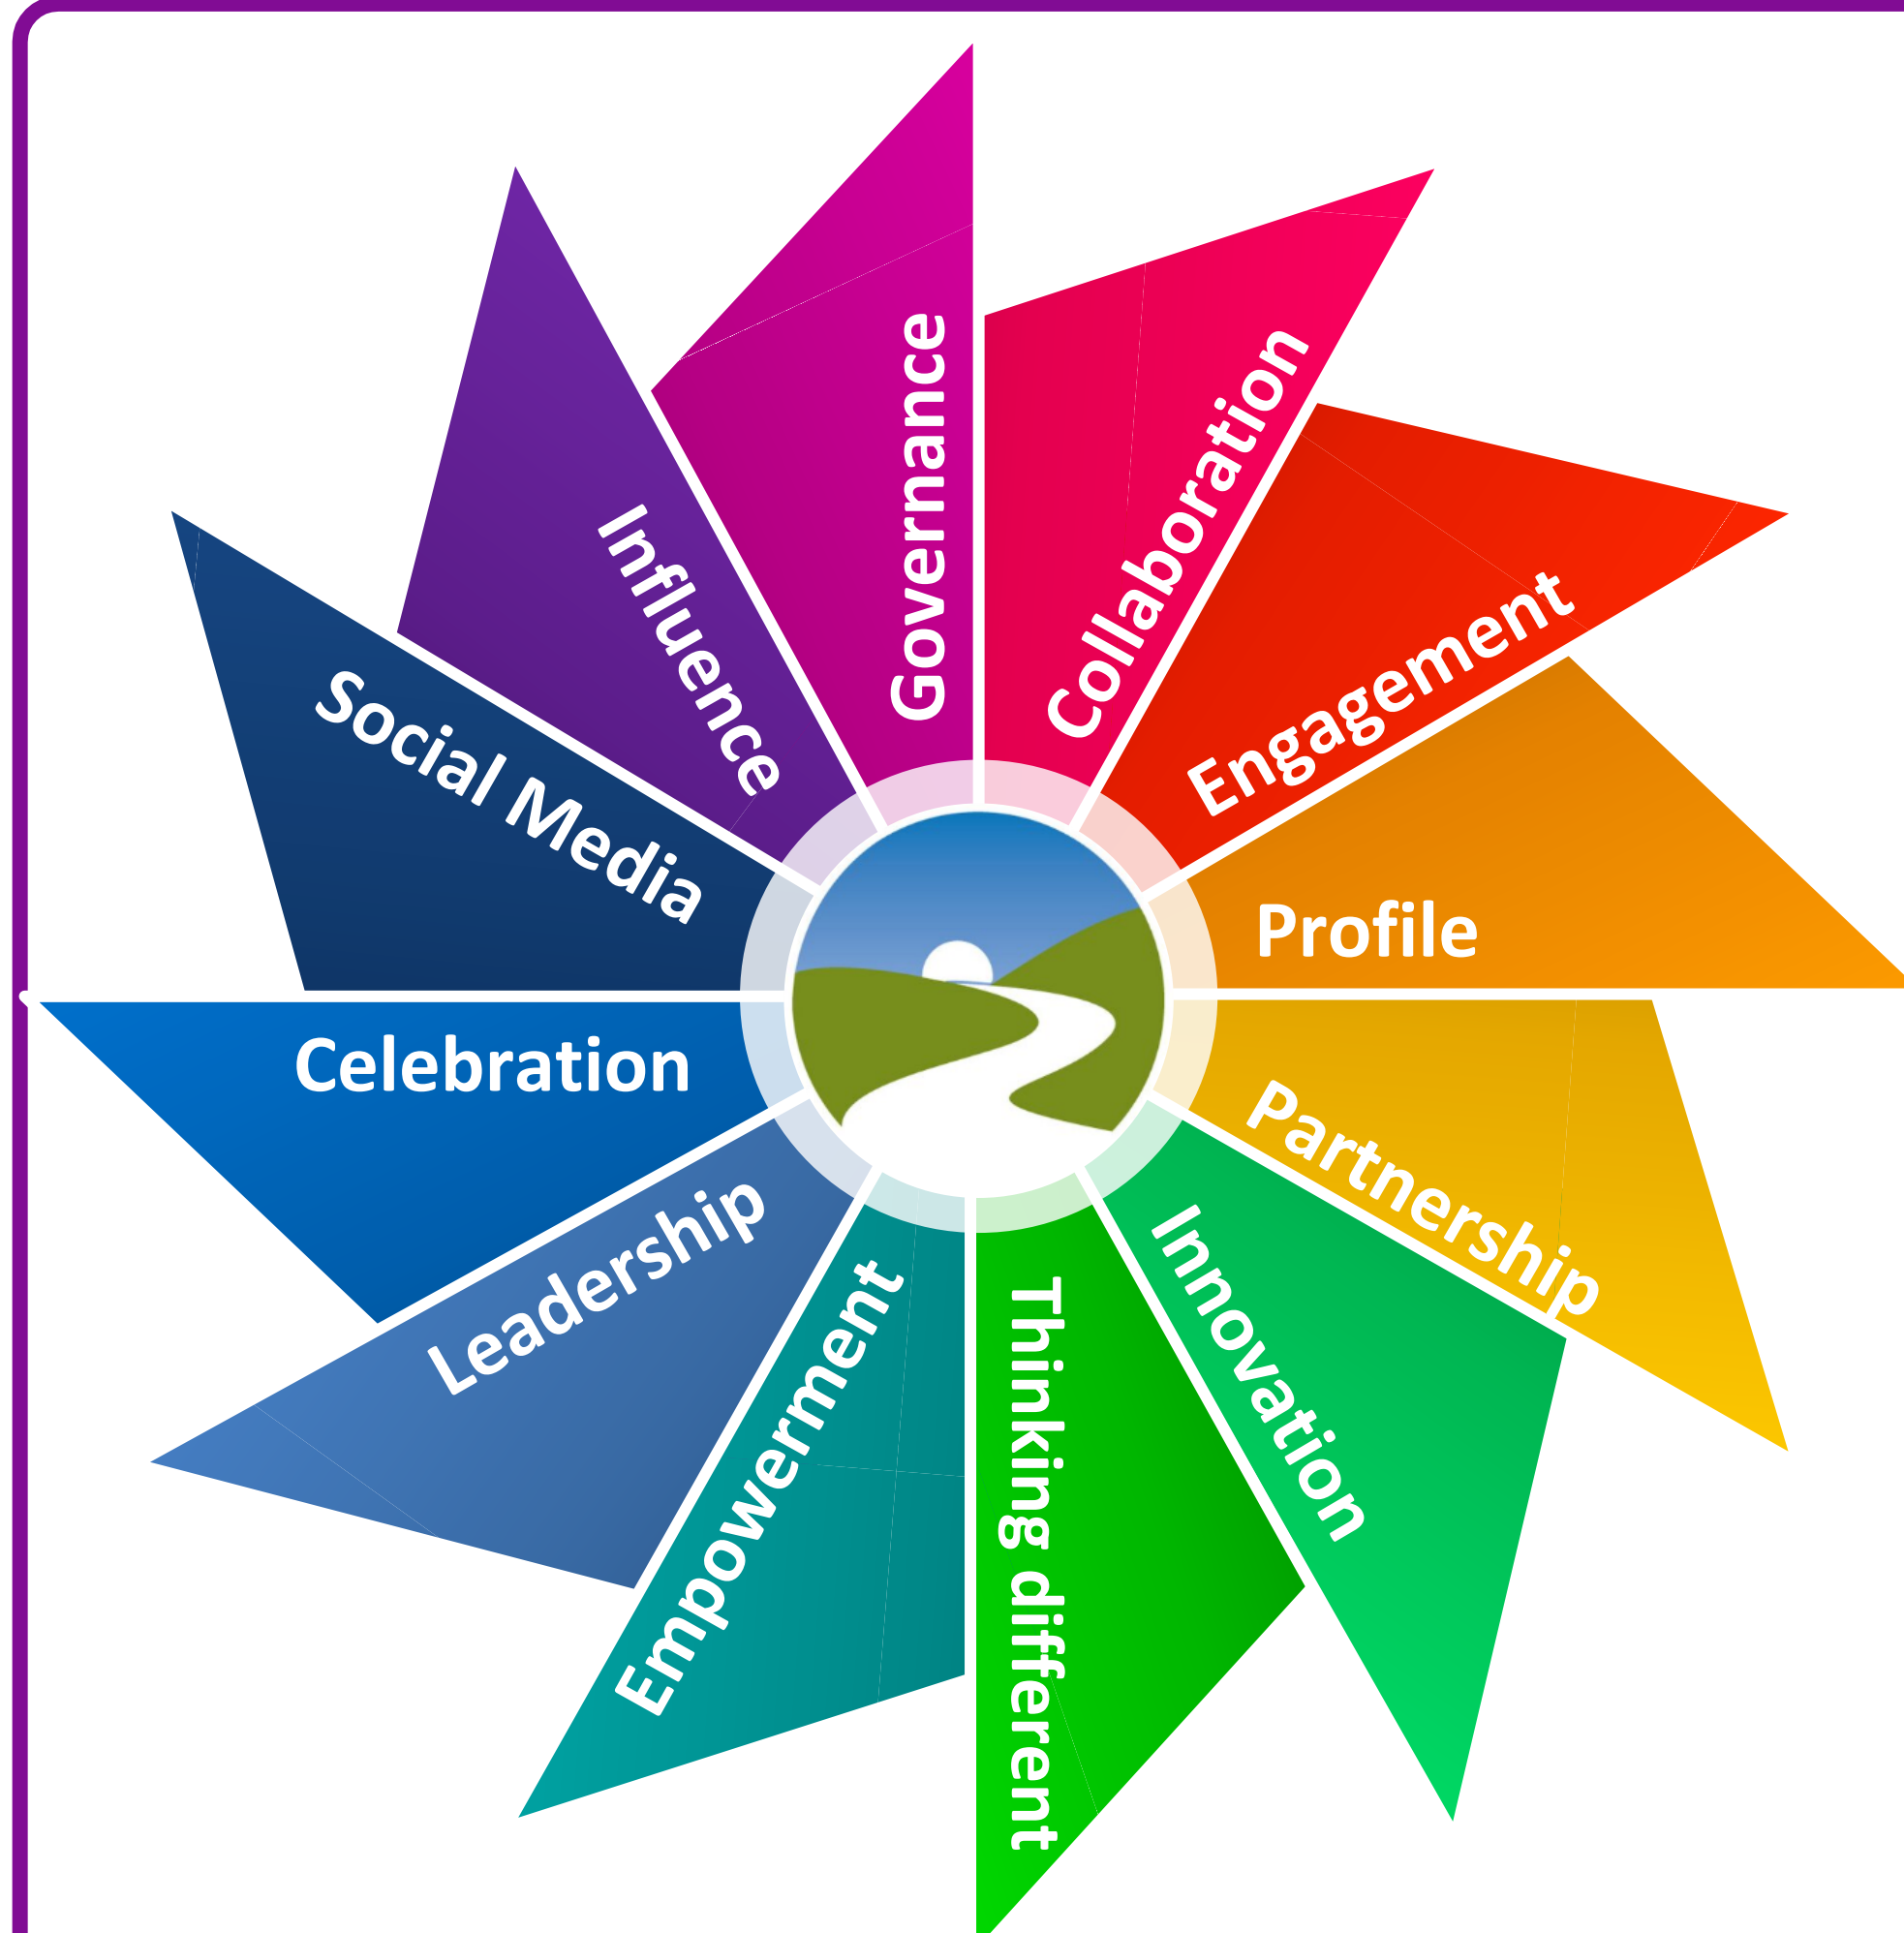 Governance
Collaboration
Engagement
Profile
Partnership
Innovation
Thinking different
Empowerment
Leadership
Celebration
Social Media
Influence